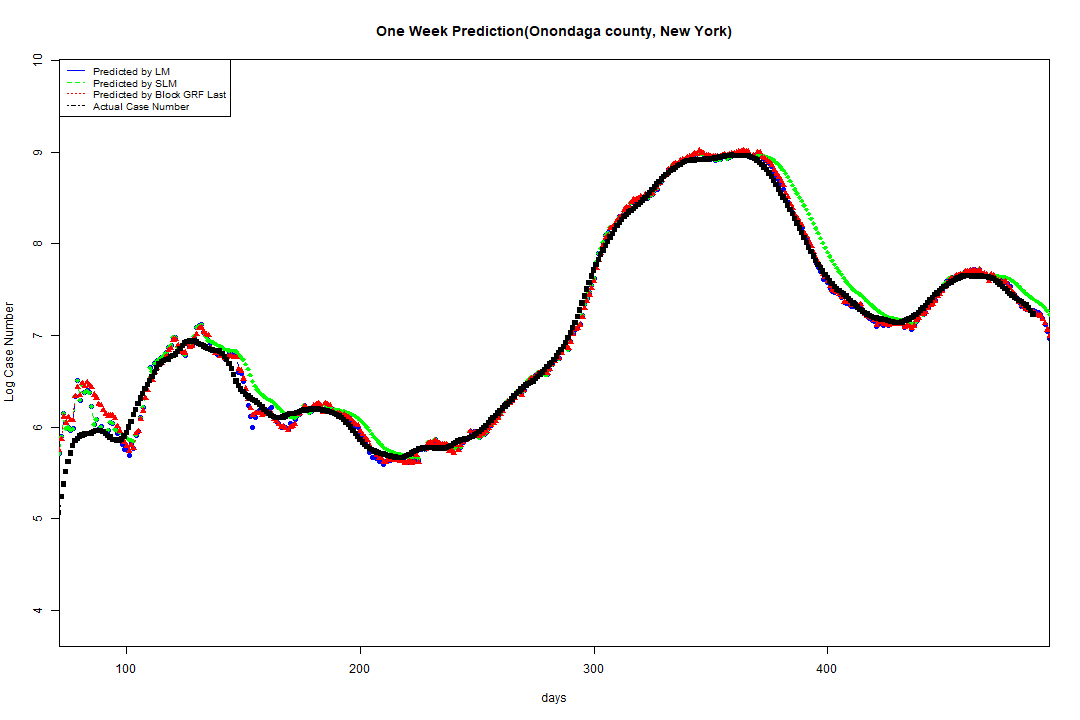 One Week Prediction(Onondaga county, New York)
Predicted by LM
Predicted by SLM
Predicted by Block GRF Last
Actual Case Number
10
9
8
7
6
5
4
Log Case Number
100 200 300 400
days